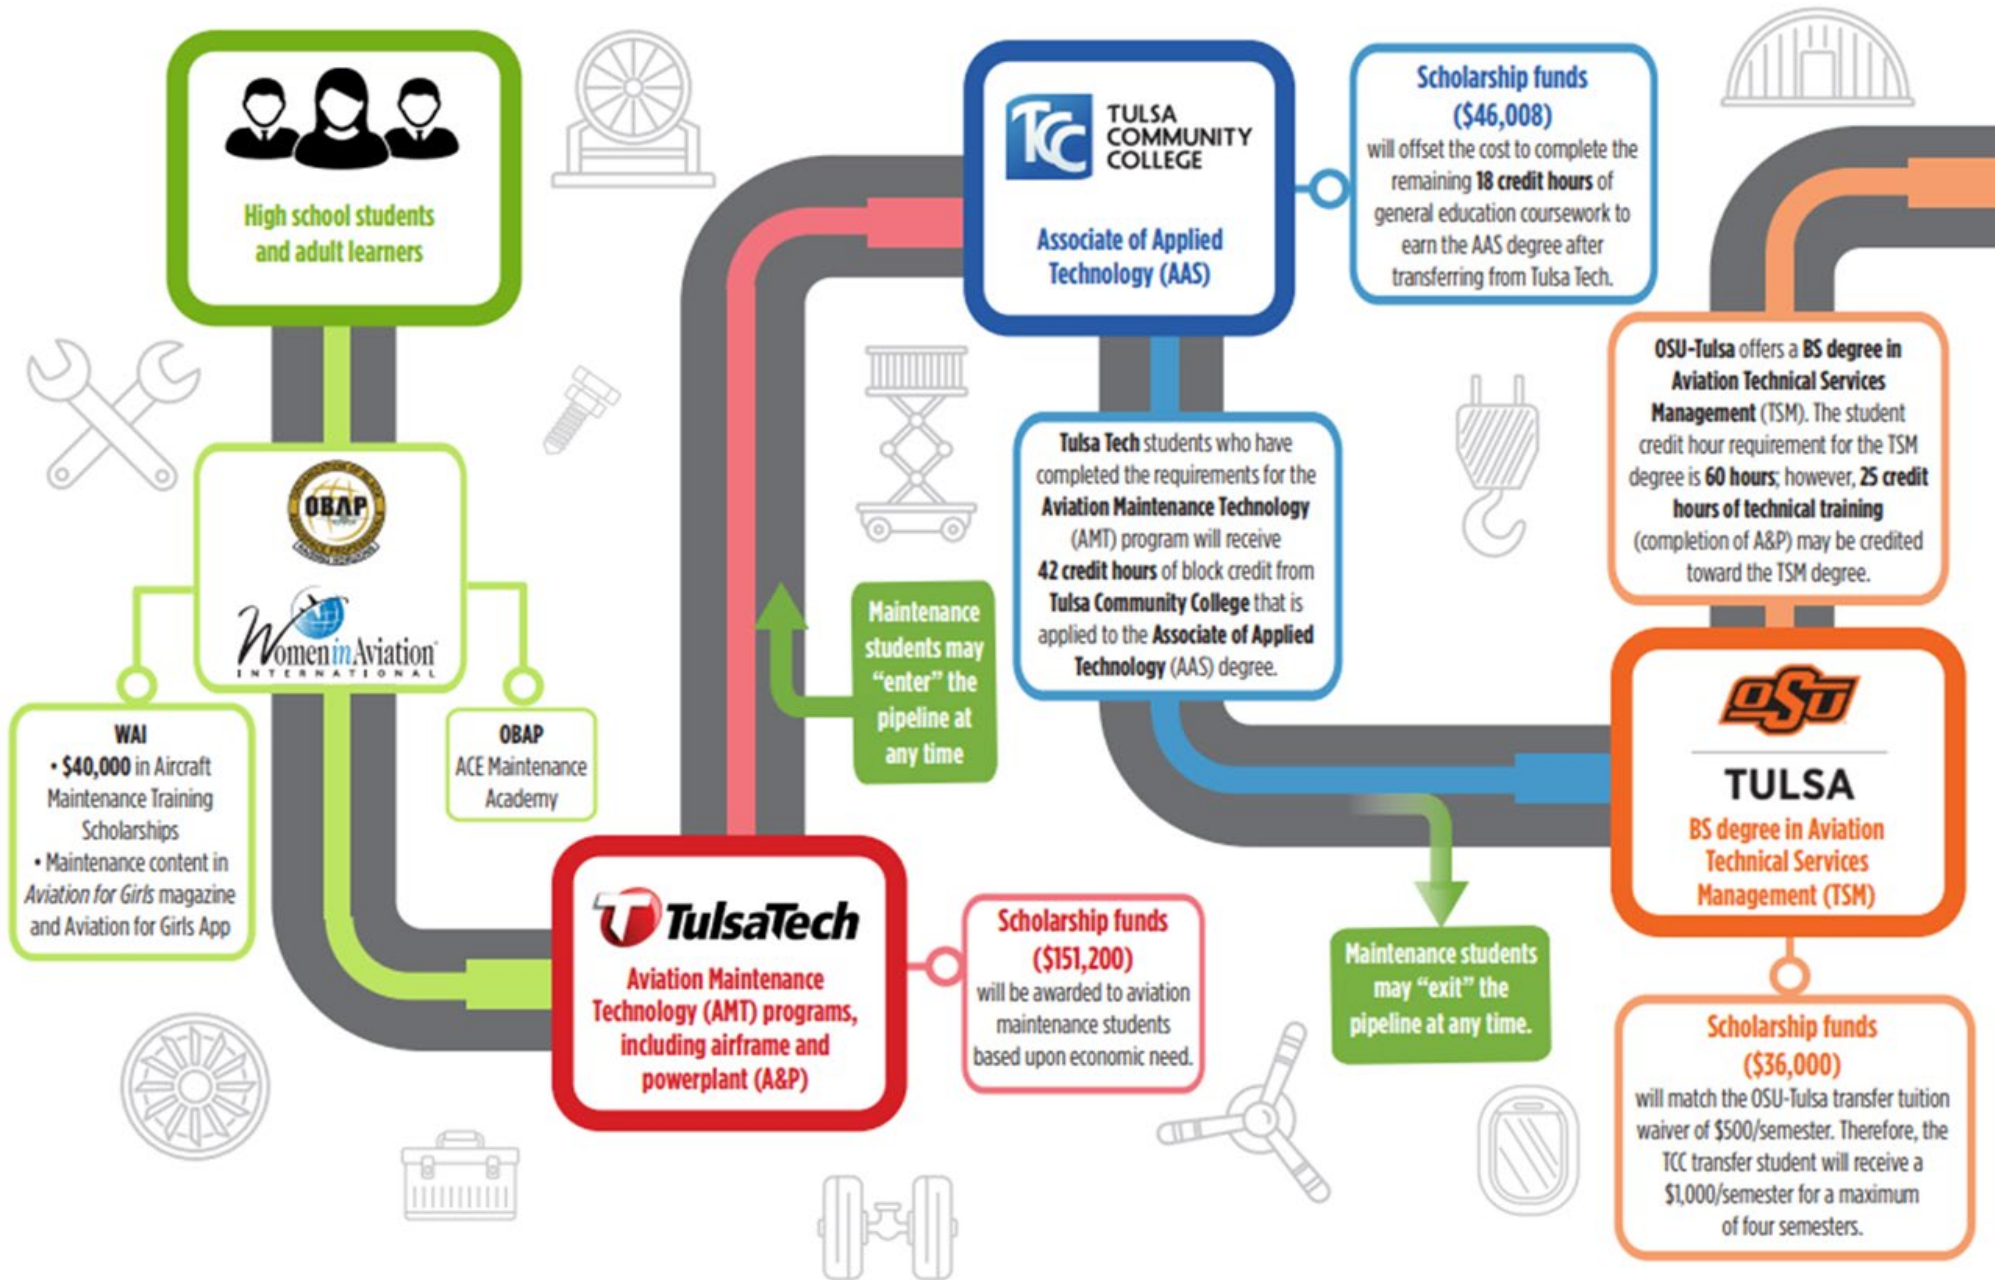 High school students
and adult learners
OBAP
Women in Aviation
INTERNATIONAL
WAI
• $40,000 in Aircraft
Maintenance Training
Scholarships
• Maintenance content in
Aviation for Girls magazine
and Aviation for Girls App
OBAP
ACE Maintenance
Academy
T TulsaTech
Aviation Maintenance
Technology (AMT) programs,
including airframe and
powerplant (A&P)
Scholarship funds
($151,200)
will be awarded to aviation
maintenance students
based upon economic need.
Maintenance
students may
“enter” the
pipeline at
any time
TCC
TULSA
COMMUNITY
COLLEGE
Associate of Applied
Technology (AAS)
Scholarship funds
($46,008)
will offset the cost to complete the
remaining 18 credit hours of
general education coursework to
earn the AAS degree after
transferring from Tulsa Tech.
Tulsa Tech students who have
completed the requirements for the
Aviation Maintenance Technology
(AMT) program will receive
42 credit hours of block credit from
Tulsa Community College that is
applied to the Associate of Applied
Technology (AAS) degree.
Maintenance students
may “exit” the
pipeline at any time.
OSU-Tulsa offers a BS degree in
Aviation Technical Services
Management (TSM). The student
credit hour requirement for the TSM
degree is 60 hours; however, 25 credit
hours of technical training
(completion of A&P) may be credited
toward the TSM degree.
OSU
TULSA
BS degree in Aviation
Technical Services
Management (TSM)
Scholarship funds
($36,000)
will match the OSU-Tulsa transfer tuition
waiver of $500/semester. Therefore, the
TCC transfer student will receive a
$1,000/semester for a maximum
of four semesters.